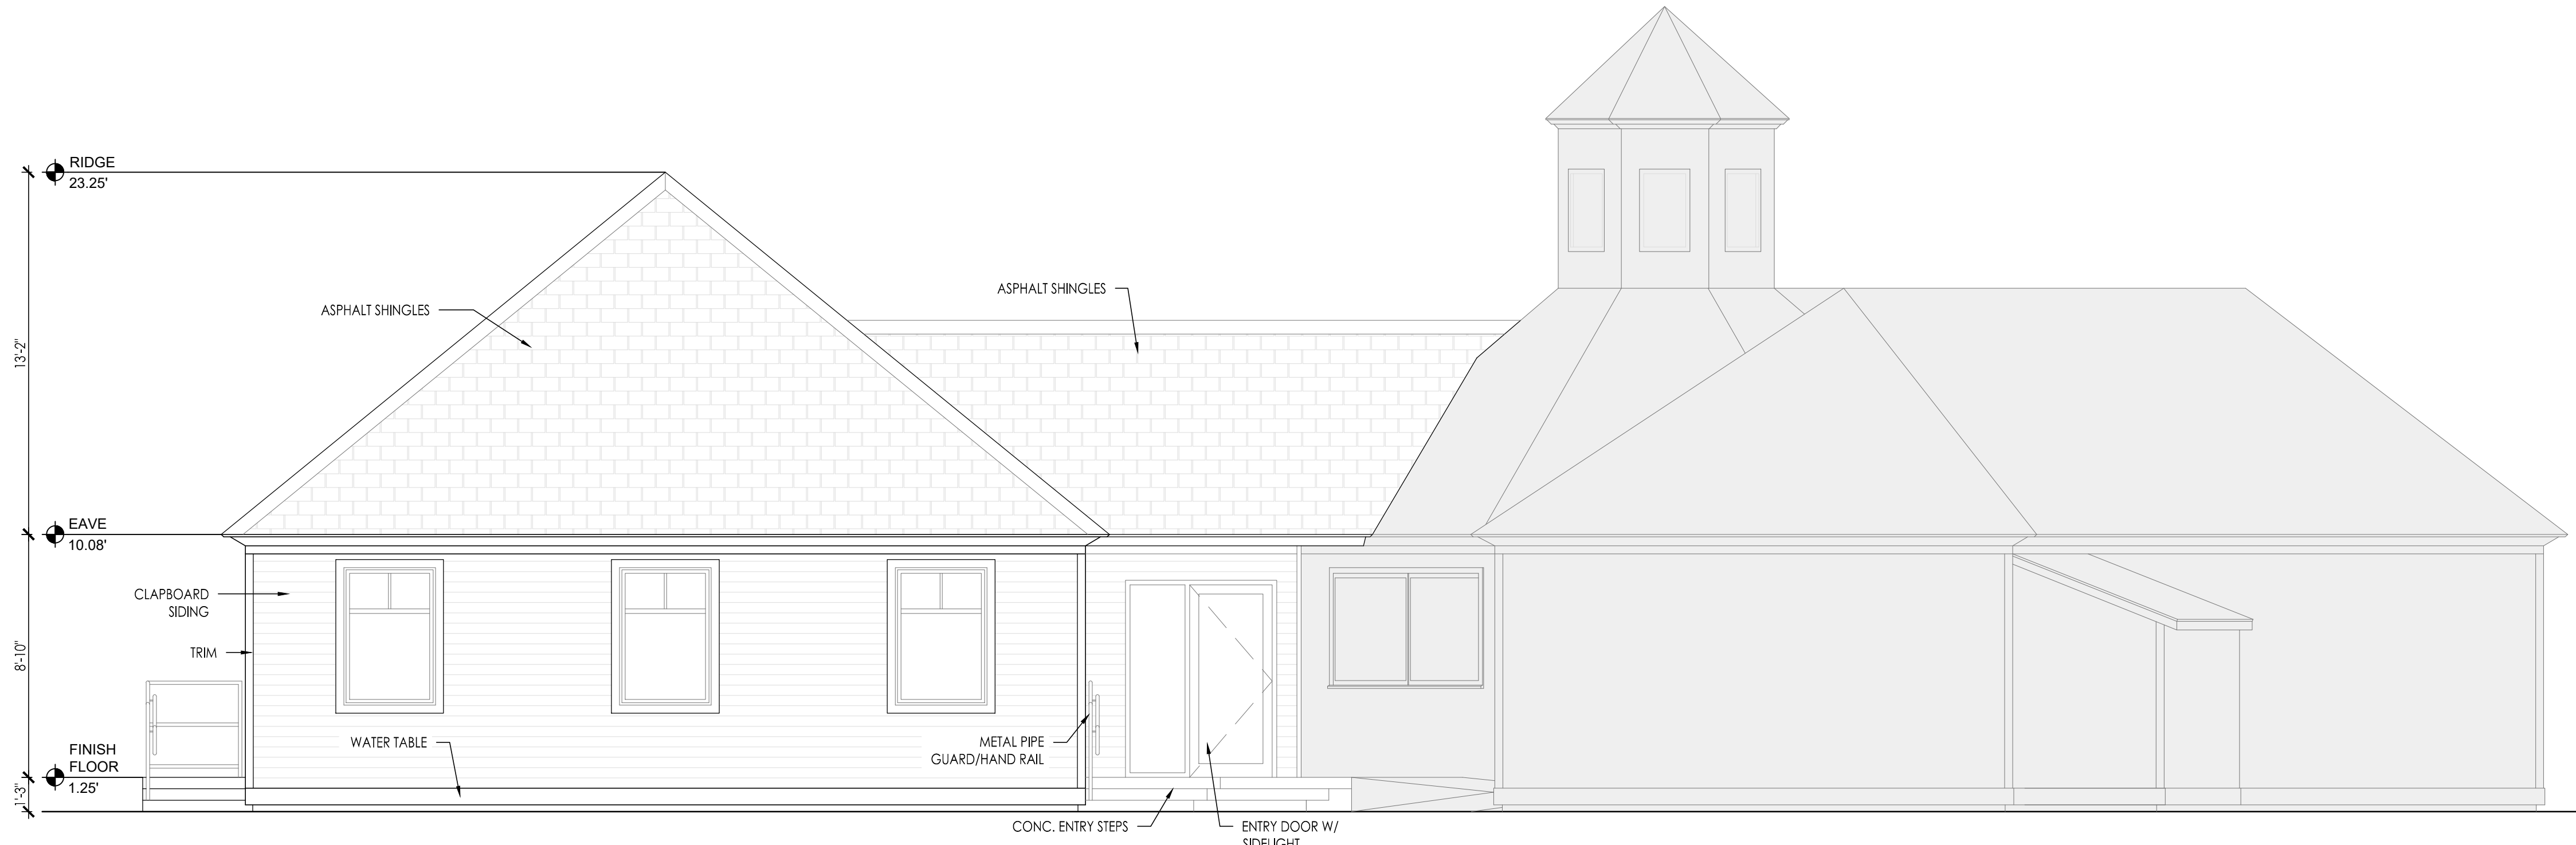 RIDGE
23.25'
ASPHALT SHINGLES
ASPHALT SHINGLES
13'-2"
EAVE
10.08'
CLAPBOARD
SIDING
TRIM
8'-10"
WATER TABLE
METAL PIPE
GUARD/HAND RAIL
FINISH
FLOOR
1.25'
1'-3"
CONC. ENTRY STEPS
ENTRY DOOR W/
SIDELIGHT